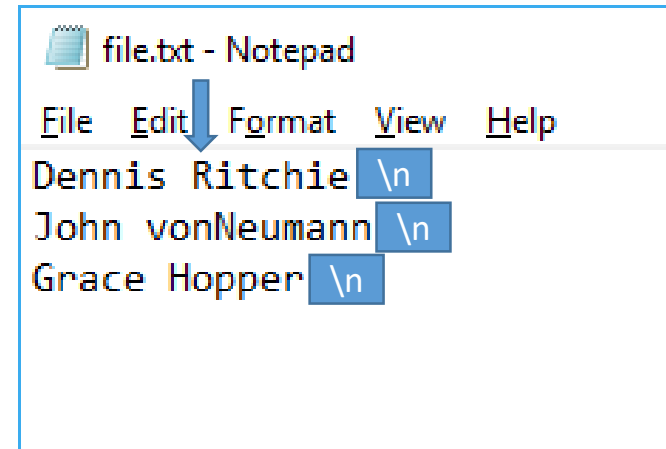 file.txt - Notepad
File Edit Format View Help
Dennis Ritchie \n
John vonNeumann \n
Grace Hopper \n